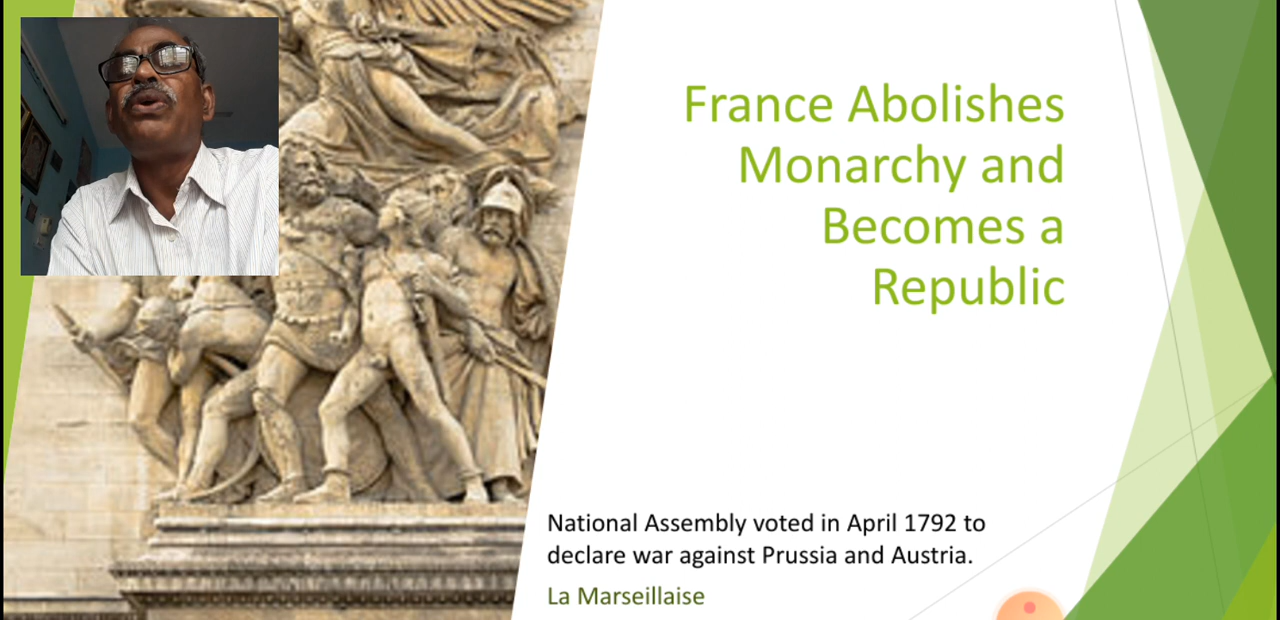 France Abolishes
Monarchy and
Becomes a
Republic
National Assembly voted in April 1792 to
declare war against Prussia and Austria.
La Marseillaise